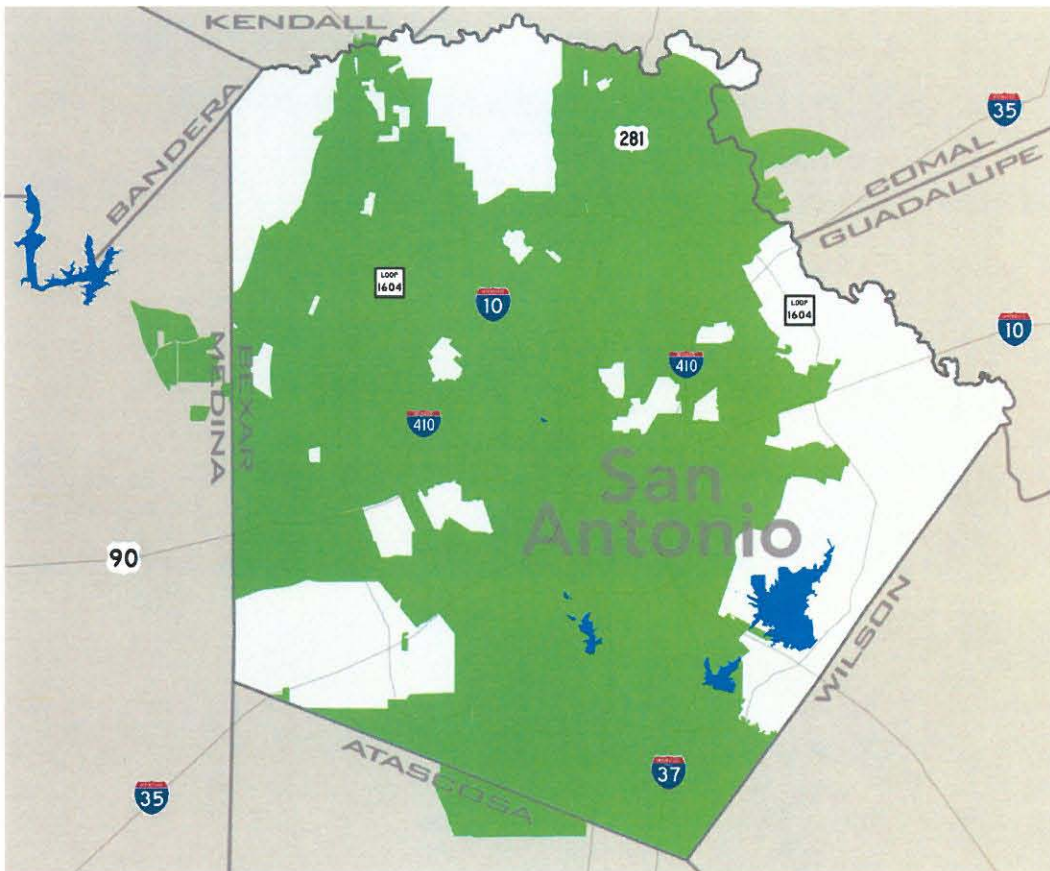 KENDALL
BANDERA
281
35
COMAL
GUADALUPE
LOOP
1604
10
LOOP
1604
10
BEXAR
MEDINA
410
410
San
Antonio
90
WILSON
ATASCOSA
37
35